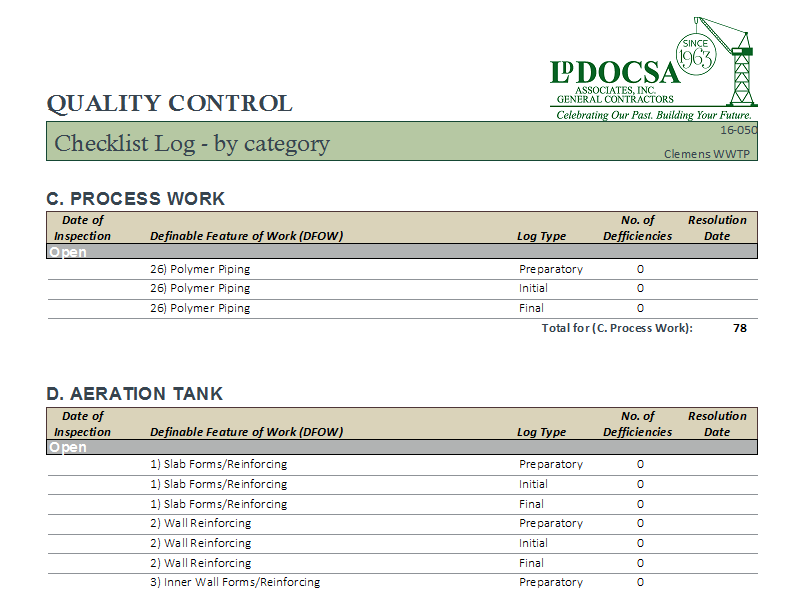 SINCE
1963
LDDOCSA
ASSOCIATES, INC.
GENERAL CONTRACTORS
Celebrating Our Past. Building Your Future.
QUALITY CONTROL
16-050
Checklist Log - by category
Clemens WWTP
C. PROCESS WORK
Date of Inspection Definable Feature of Work (DFOW) Log Type No. of Defficiencies Resolution Date
Open
26) Polymer Piping Preparatory 0
26) Polymer Piping Initial 0
26) Polymer Piping Final 0
Total for (C. Process Work): 78
D. AERATION TANK
Date of Inspection Definable Feature of Work (DFOW) Log Type No. of Defficiencies Resolution Date
Open
1) Slab Forms/Reinforcing Preparatory 0
1) Slab Forms/Reinforcing Initial 0
1) Slab Forms/Reinforcing Final 0
2) Wall Reinforcing Preparatory 0
2) Wall Reinforcing Initial 0
2) Wall Reinforcing Final 0
3) Inner Wall Forms/Reinforcing Preparatory 0